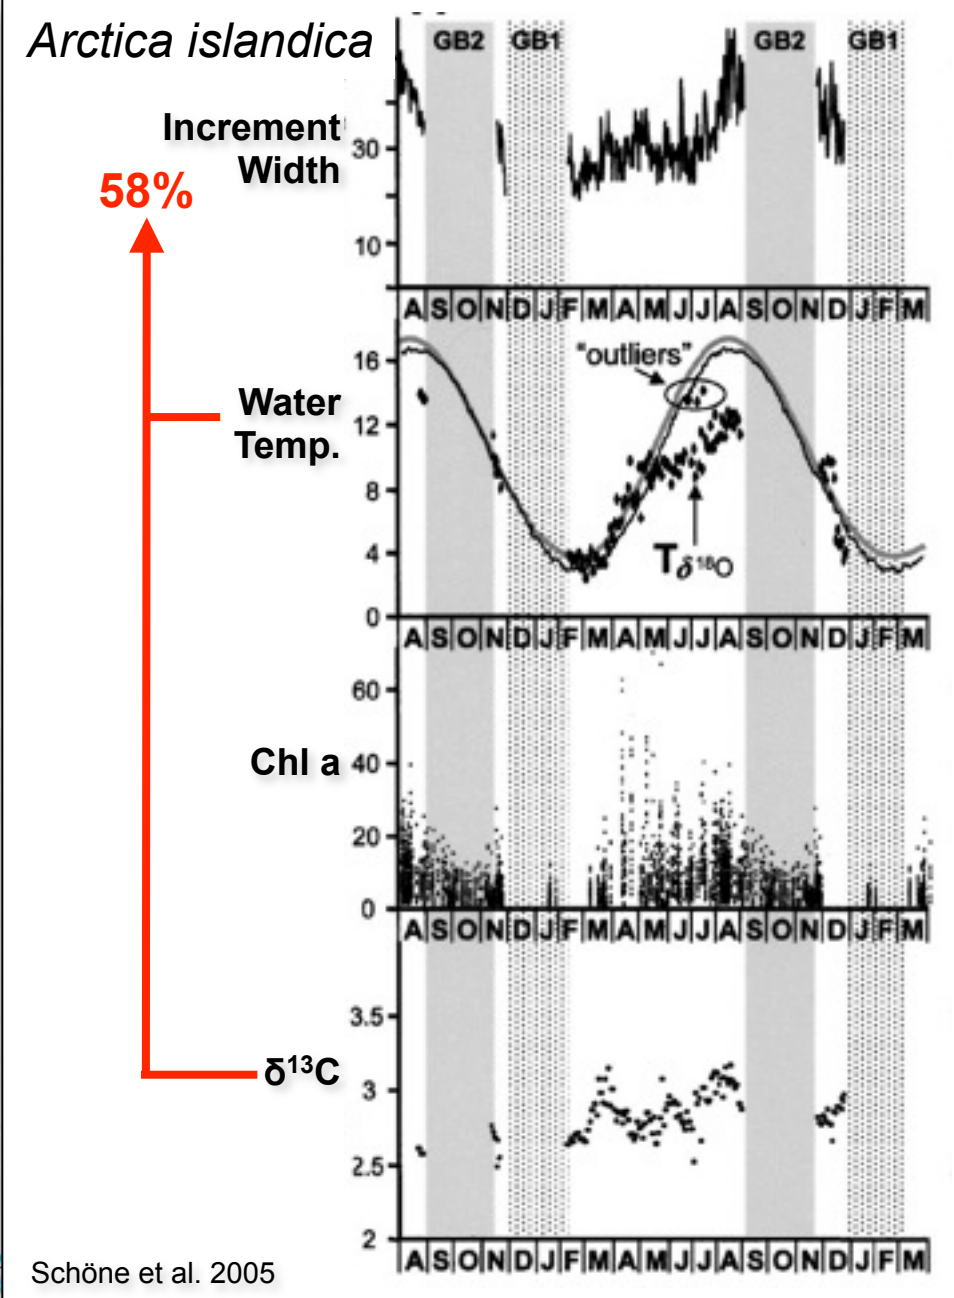 Arctica islandica
GB2 GB1 GB2 GB1
Increment
Width
58%
30
10
A S O N D J F M A M J J A S O N D J F M
Water
Temp.
16
12
8
4
0
"outliers"
Tδ¹⁸O
A S O N D J F M A M J J A S O N D J F M
Chl a
60
40
20
0
A S O N D J F M A M J J A S O N D J F M
δ¹³C
3.5
3
2.5
2
A S O N D J F M A M J J A S O N D J F M
Schöne et al. 2005